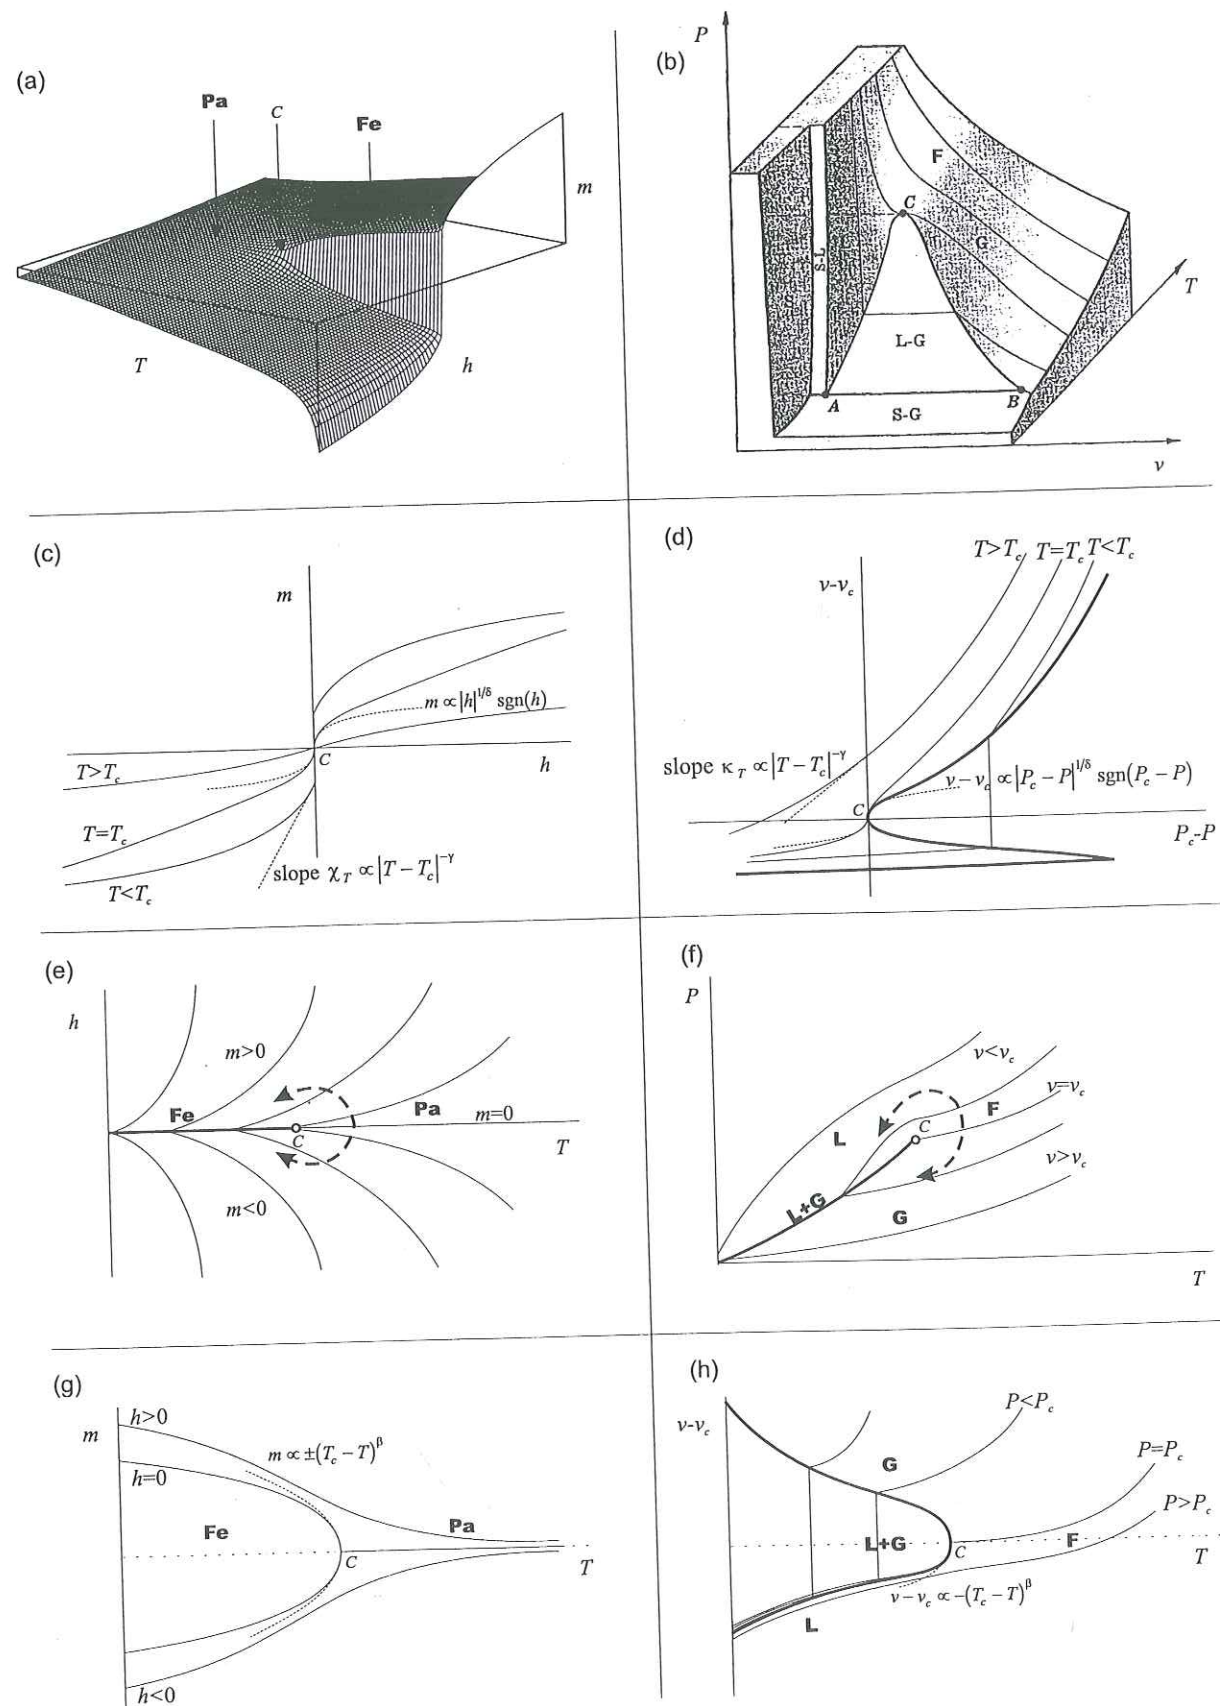 (a)
Pa
C
Fe
m
T
h
(b)
P
F
C
G
T
S
S-L
L
L-G
A
B
S-G
v
(c)
m
m ∝ |h|^{1/δ} sgn(h)
T>T_c
C
h
T=T_c
T<T_c
slope χ_T ∝ |T − T_c|^{−γ}
(d)
T>T_c
T=T_c
T<T_c
v-v_c
slope κ_T ∝ |T − T_c|^{−γ}
v − v_c ∝ |P_c − P|^{1/δ} sgn(P_c − P)
C
P_c-P
(e)
h
m>0
Fe
Pa
m=0
C
T
m<0
(f)
P
v<v_c
v=v_c
L
F
C
v>v_c
L+G
G
T
(g)
h>0
m
m ∝ ±(T_c − T)^β
h=0
Fe
Pa
C
T
h<0
(h)
P<P_c
v-v_c
G
P=P_c
P>P_c
L+G
C
F
T
v − v_c ∝ −(T_c − T)^β
L